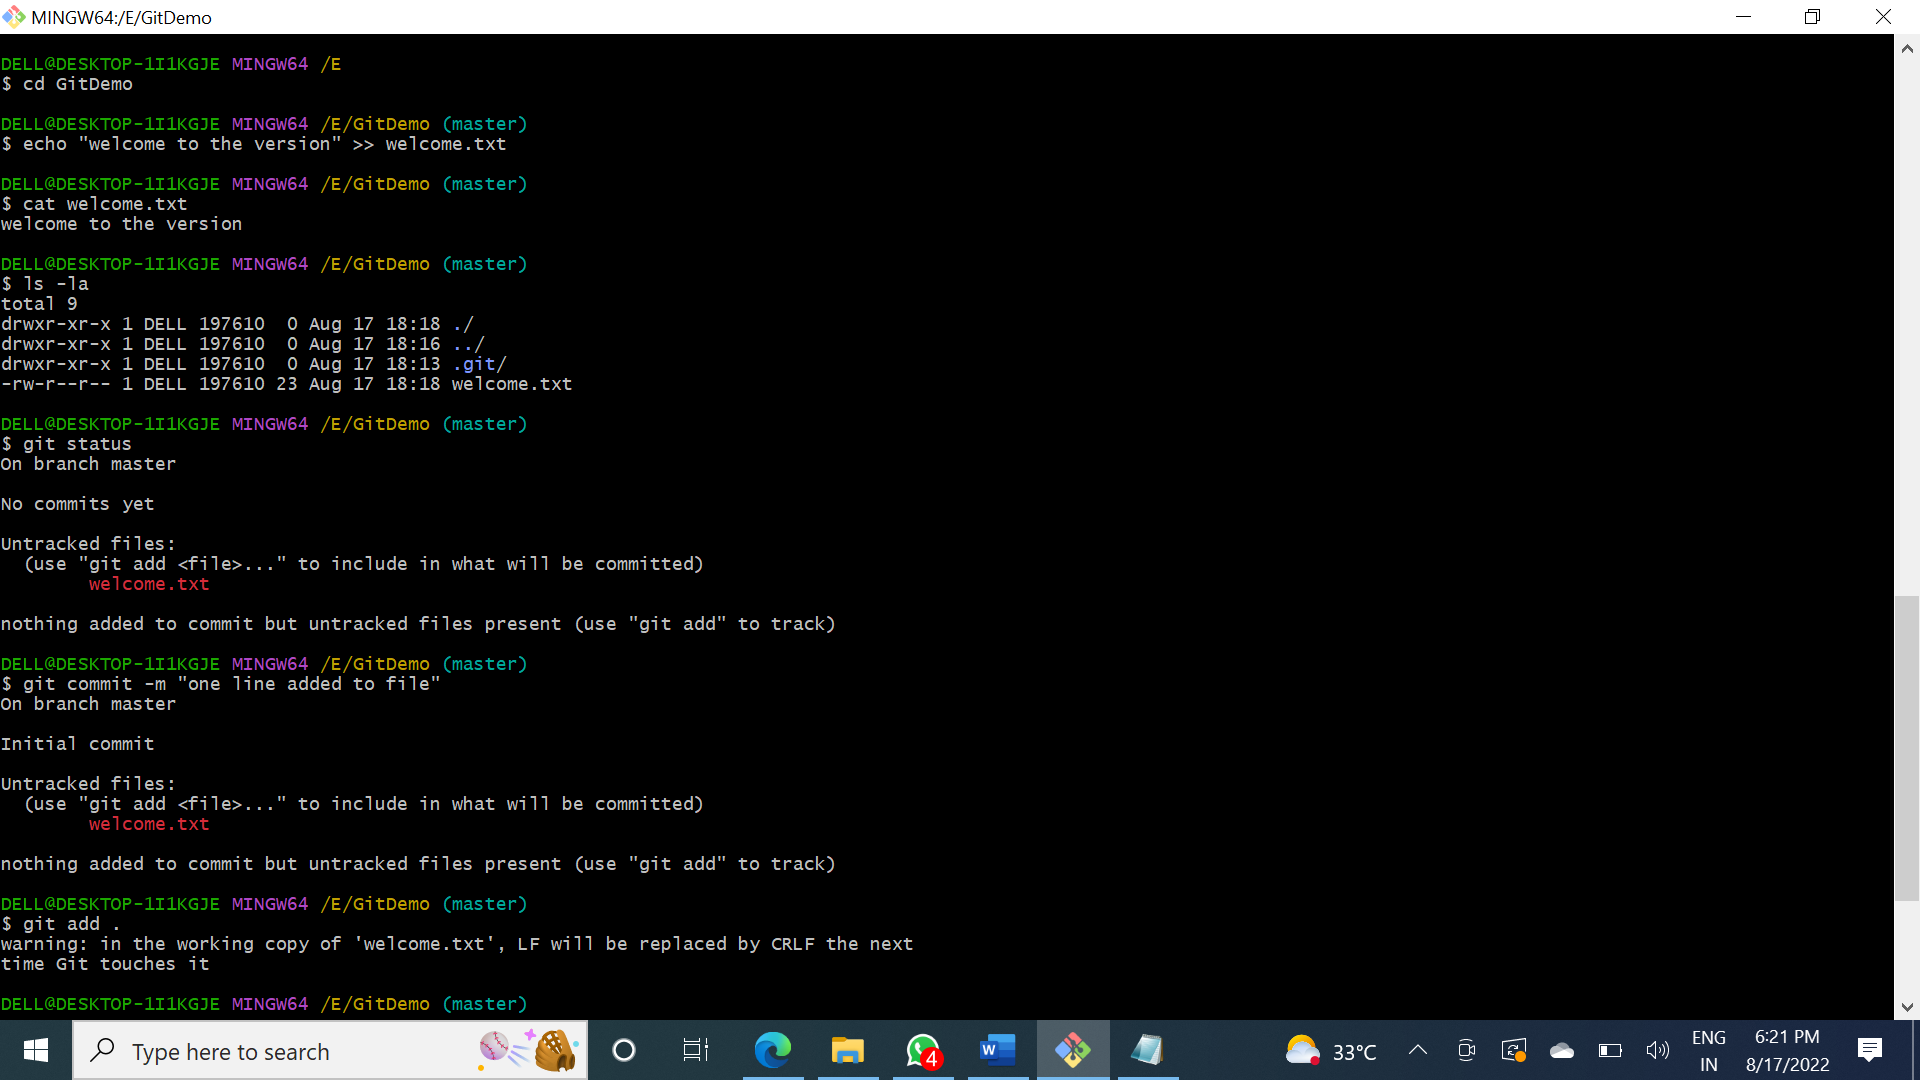 MINGW64:/E/GitDemo
DELL@DESKTOP-1I1KGJE MINGW64 /E
$ cd GitDemo
DELL@DESKTOP-1I1KGJE MINGW64 /E/GitDemo (master)
$ echo "welcome to the version" >> welcome.txt
DELL@DESKTOP-1I1KGJE MINGW64 /E/GitDemo (master)
$ cat welcome.txt
welcome to the version
DELL@DESKTOP-1I1KGJE MINGW64 /E/GitDemo (master)
$ ls -la
total 9
drwxr-xr-x 1 DELL 197610  0 Aug 17 18:18 ./
drwxr-xr-x 1 DELL 197610  0 Aug 17 18:16 ../
drwxr-xr-x 1 DELL 197610  0 Aug 17 18:13 .git/
-rw-r--r-- 1 DELL 197610 23 Aug 17 18:18 welcome.txt
DELL@DESKTOP-1I1KGJE MINGW64 /E/GitDemo (master)
$ git status
On branch master
No commits yet
Untracked files:
  (use "git add <file>..." to include in what will be committed)
        welcome.txt
nothing added to commit but untracked files present (use "git add" to track)
DELL@DESKTOP-1I1KGJE MINGW64 /E/GitDemo (master)
$ git commit -m "one line added to file"
On branch master
Initial commit
Untracked files:
  (use "git add <file>..." to include in what will be committed)
        welcome.txt
nothing added to commit but untracked files present (use "git add" to track)
DELL@DESKTOP-1I1KGJE MINGW64 /E/GitDemo (master)
$ git add .
warning: in the working copy of 'welcome.txt', LF will be replaced by CRLF the next
time Git touches it
DELL@DESKTOP-1I1KGJE MINGW64 /E/GitDemo (master)
Type here to search
4
W
33°C
ENG
IN
6:21 PM
8/17/2022